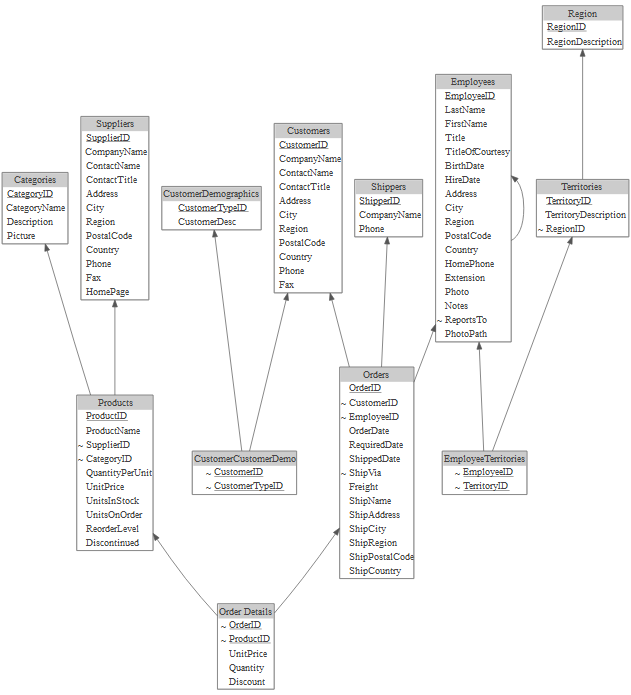 Region
RegionID
RegionDescription
Employees
EmployeeID
LastName
FirstName
Title
TitleOfCourtesy
BirthDate
HireDate
Address
City
Region
PostalCode
Country
HomePhone
Extension
Photo
Notes
~ ReportsTo
PhotoPath
Suppliers
SupplierID
CompanyName
ContactName
ContactTitle
Address
City
Region
PostalCode
Country
Phone
Fax
HomePage
Customers
CustomerID
CompanyName
ContactName
ContactTitle
Address
City
Region
PostalCode
Country
Phone
Fax
Categories
CategoryID
CategoryName
Description
Picture
CustomerDemographics
CustomerTypeID
CustomerDesc
Shippers
ShipperID
CompanyName
Phone
Territories
TerritoryID
TerritoryDescription
~ RegionID
Products
ProductID
ProductName
~ SupplierID
~ CategoryID
QuantityPerUnit
UnitPrice
UnitsInStock
UnitsOnOrder
ReorderLevel
Discontinued
CustomerCustomerDemo
~ CustomerID
~ CustomerTypeID
Orders
OrderID
~ CustomerID
~ EmployeeID
OrderDate
RequiredDate
ShippedDate
~ ShipVia
Freight
ShipName
ShipAddress
ShipCity
ShipRegion
ShipPostalCode
ShipCountry
EmployeeTerritories
~ EmployeeID
~ TerritoryID
Order Details
~ OrderID
~ ProductID
UnitPrice
Quantity
Discount